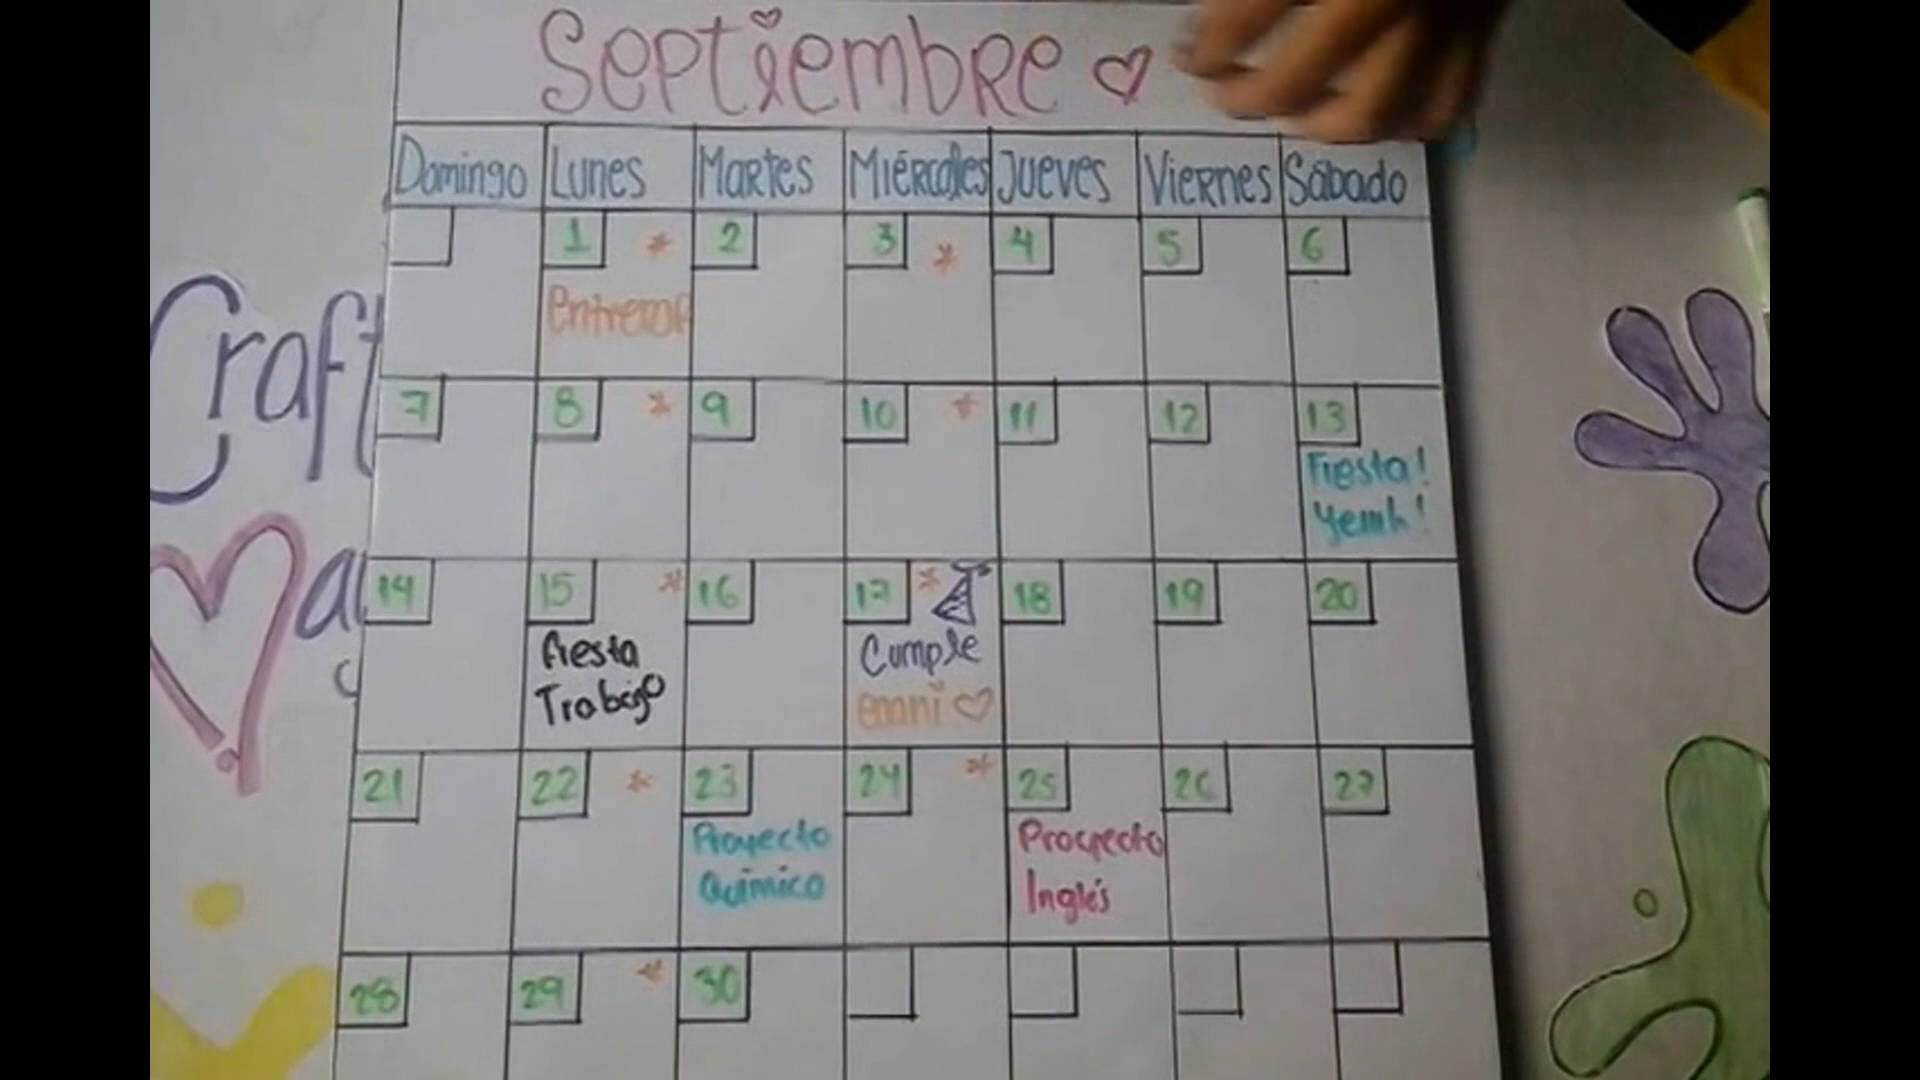 Septiembre
Domingo Lunes Martes Miércoles Jueves Viernes Sábado
1 * 2 3 * 4 5 6
7 8 * 9 10 * 11 12 13
Fiesta!
Yeah!
14 15 * 16 17 * 18 19 20
Fiesta
Trabajo
Cumple
enani
21 22 * 23 24 * 25 26 27
Proyecto
Química
Proyecto
Inglés
28 29 * 30
Craft